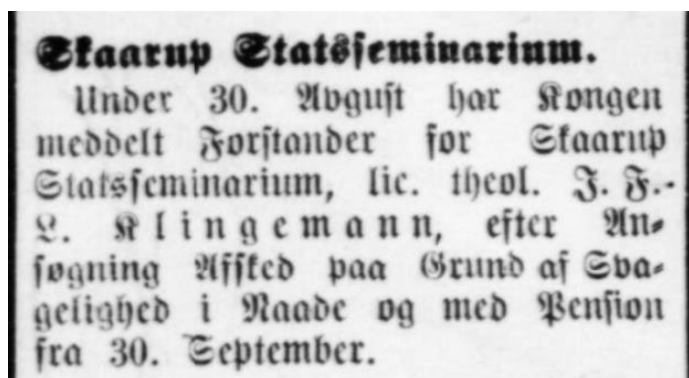 Skaarup Statsseminarium.
Under 30. Avgust har Kongen
meddelt Forstander for Skaarup
Statsseminarium, lic. theol. J. F.-
L. Klingemann, efter An-
søgning Afsked paa Grund af Sva-
gelighed i Naade og med Pension
fra 30. September.